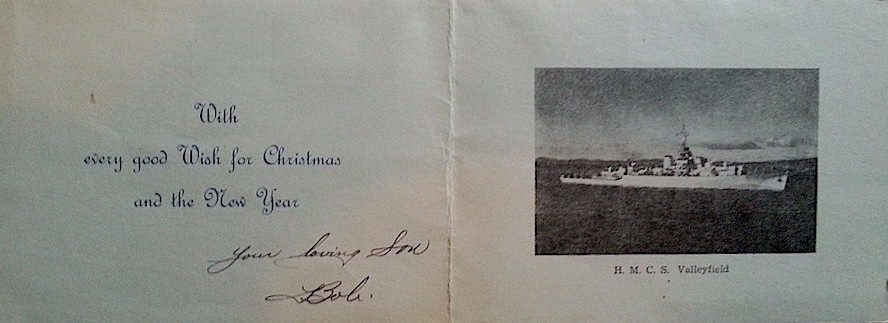 With
every good Wish for Christmas
and the New Year
Your loving Son
Bob.
H. M. C. S. Valleyfield